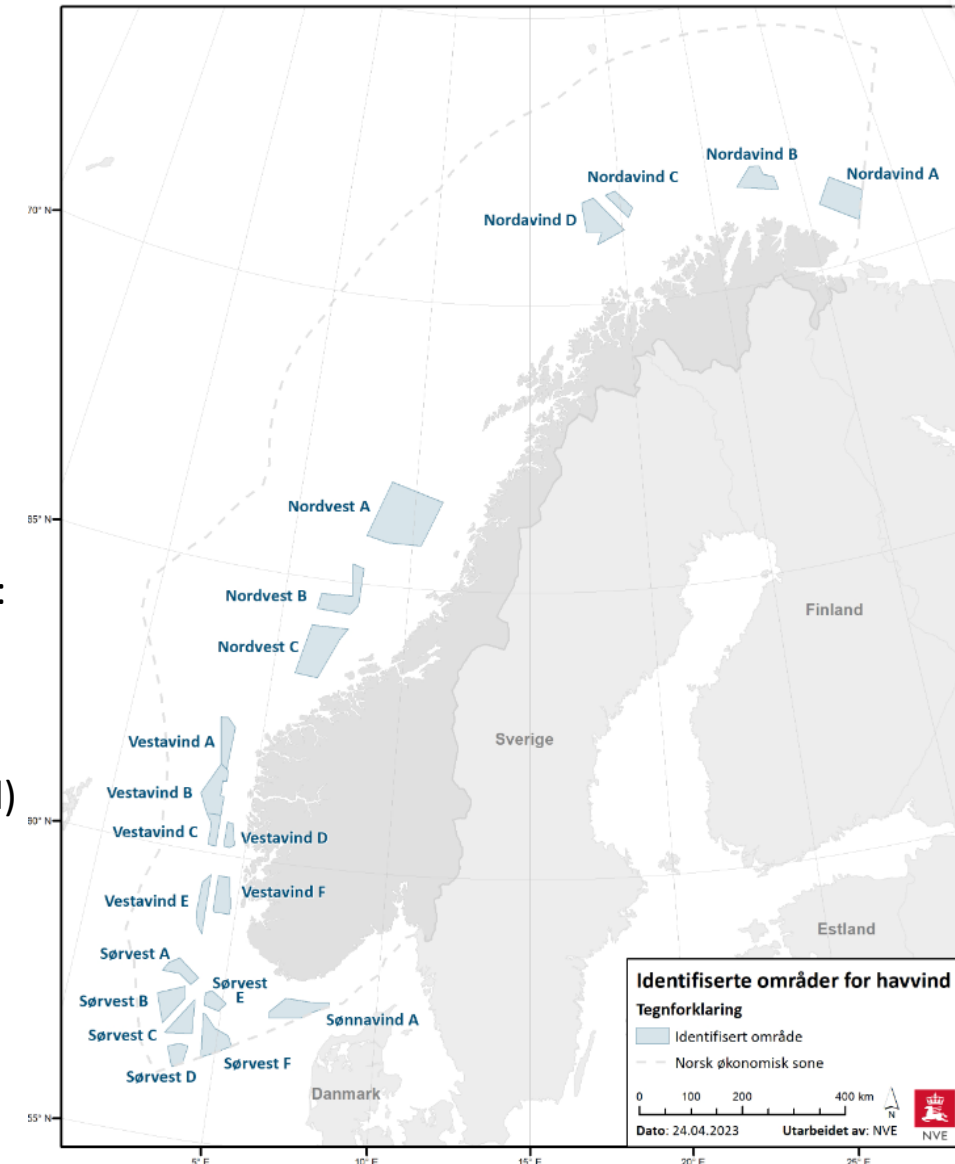 Nordavind B
Nordavind C
Nordavind A
70° N
Nordavind D
Nordvest A
65° N
:
Nordvest B
Finland
Nordvest C
Sverige
Vestavind A
Vestavind B
)
60° N
Vestavind C
Vestavind D
Vestavind E
Vestavind F
Estland
Sørvest A
Sørvest
E
Sørvest B
Sørvest C
Sønnavind A
Sørvest D
Sørvest F
Danmark
55° N
Identifiserte områder for havvind
Tegnforklaring
Identifisert område
Norsk økonomisk sone
0 100 200 400 km
N
Dato: 24.04.2023 Utarbeidet av: NVE
NVE
5° E 10° E 15° E 20° E 25° E